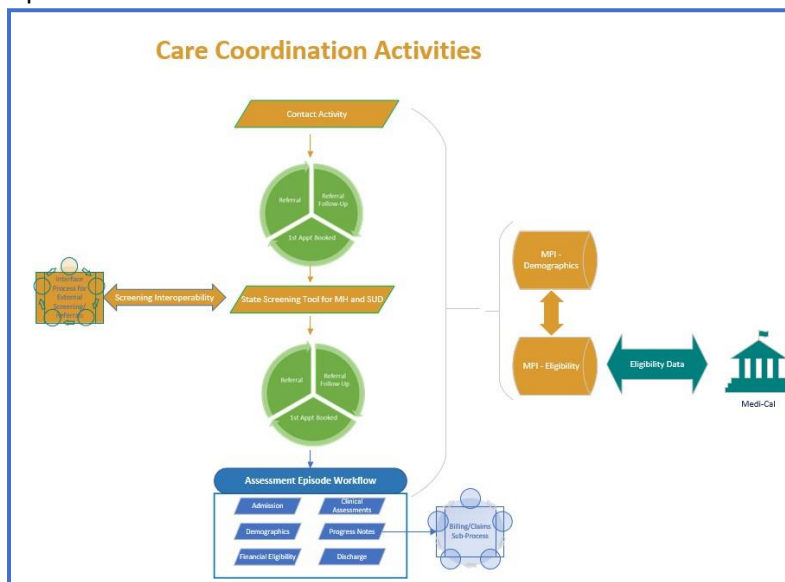 Care Coordination Activities
Contact Activity
Referral
Referral
Follow-Up
1st Appt Booked
Interface
Process for
External
Screening/
Referrals
Screening Interoperability
State Screening Tool for MH and SUD
MPI -
Demographics
MPI - Eligibility
Eligibility Data
Medi-Cal
Referral
Referral
Follow-Up
1st Appt Booked
Assessment Episode Workflow
Admission
Clinical
Assessments
Demographics
Progress Notes
Financial Eligibility
Discharge
Billing/Claims
Sub-Process